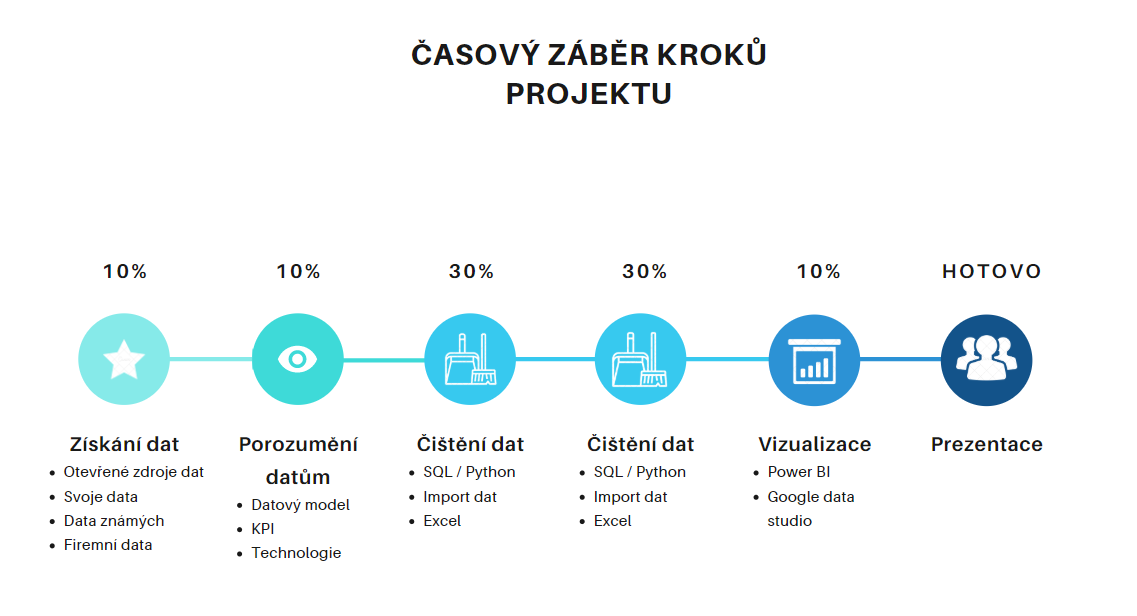 ČASOVÝ ZÁBĚR KROKŮ
PROJEKTU
10%
10%
30%
30%
10%
HOTOVO
Získání dat
• Otevřené zdroje dat
• Svoje data
• Data známých
• Firemní data
Porozumění
datům
• Datový model
• KPI
• Technologie
Čištění dat
• SQL / Python
• Import dat
• Excel
Čištění dat
• SQL / Python
• Import dat
• Excel
Vizualizace
• Power BI
• Google data
studio
Prezentace